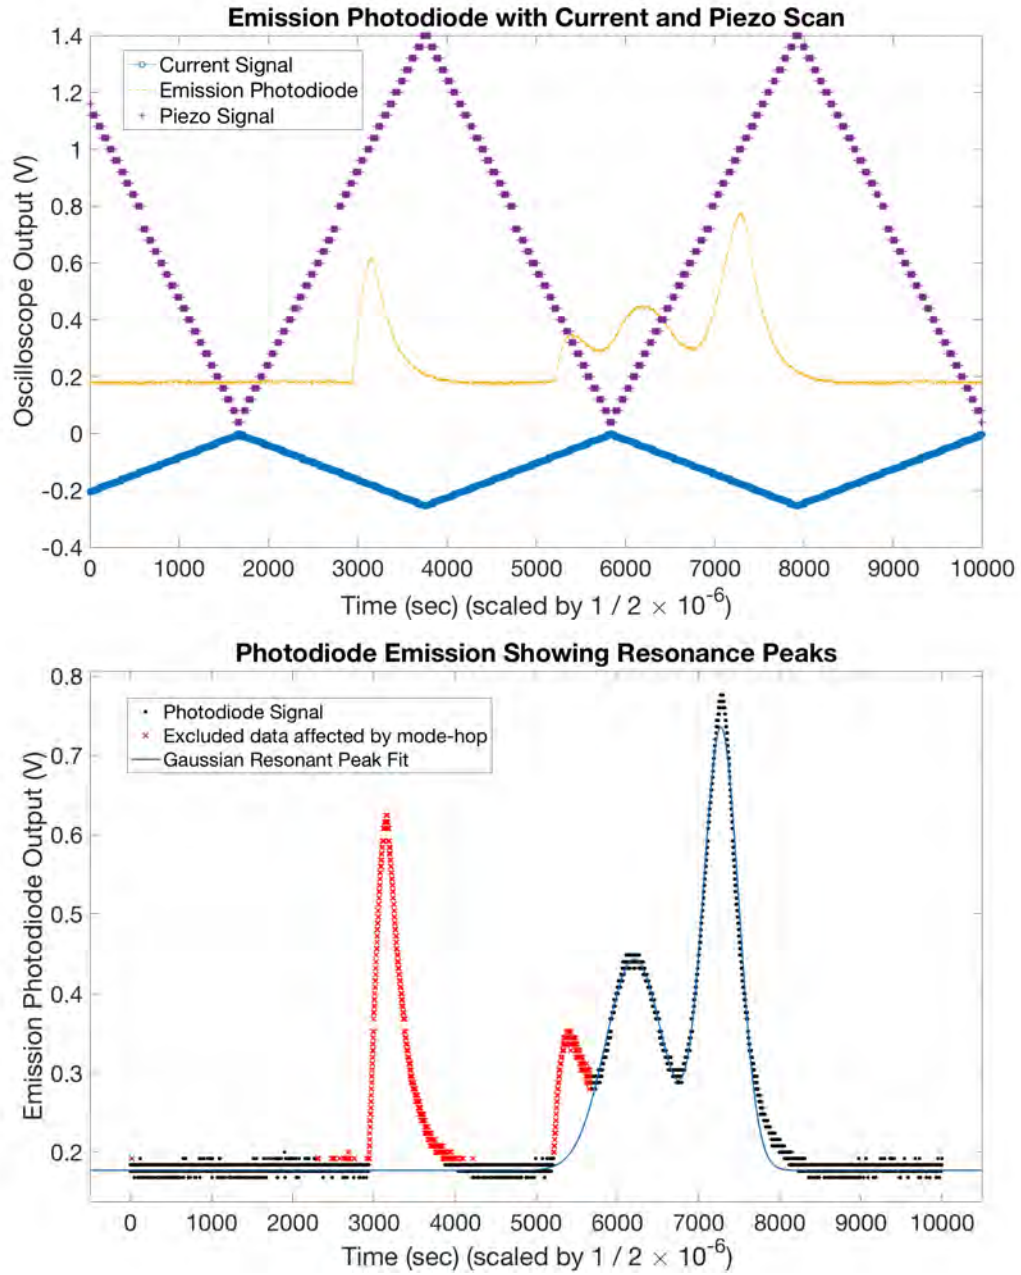 Emission Photodiode with Current and Piezo Scan
1.4
1.2
1
0.8
0.6
0.4
0.2
0
-0.2
-0.4
Oscilloscope Output (V)
Current Signal
Emission Photodiode
Piezo Signal
0 1000 2000 3000 4000 5000 6000 7000 8000 9000 10000
Time (sec) (scaled by 1 / 2 × 10⁻⁶)
Photodiode Emission Showing Resonance Peaks
0.8
0.7
0.6
0.5
0.4
0.3
0.2
Emission Photodiode Output (V)
Photodiode Signal
Excluded data affected by mode-hop
Gaussian Resonant Peak Fit
0 1000 2000 3000 4000 5000 6000 7000 8000 9000 10000
Time (sec) (scaled by 1 / 2 × 10⁻⁶)